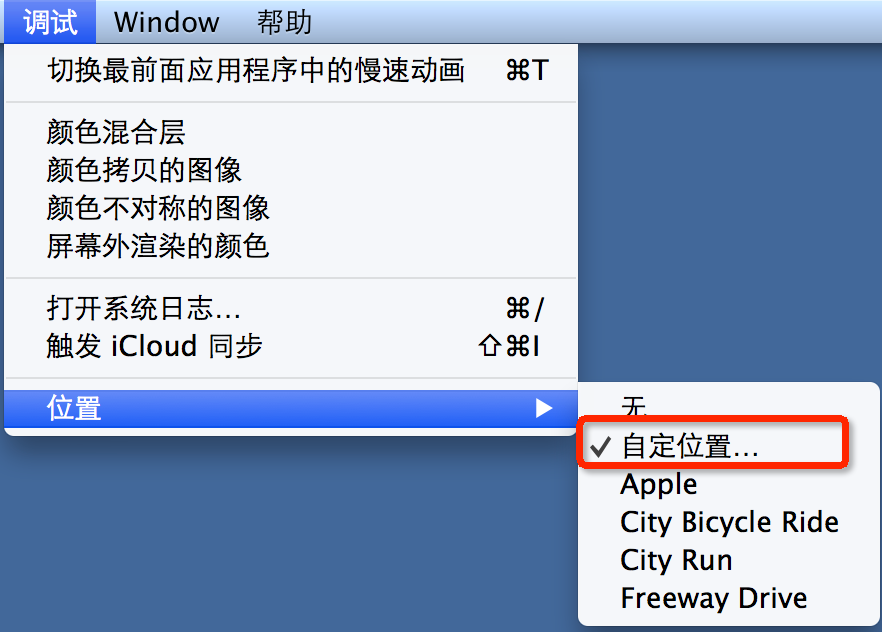 调试 Window 帮助
切换最前面应用程序中的慢速动画 ⌘T
颜色混合层
颜色拷贝的图像
颜色不对称的图像
屏幕外渲染的颜色
打开系统日志... ⌘/
触发 iCloud 同步 ⇧⌘I
位置
无
✓ 自定位置...
Apple
City Bicycle Ride
City Run
Freeway Drive